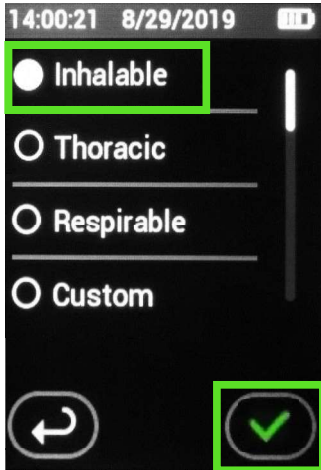 14:00:21 8/29/2019
Inhalable
Thoracic
Respirable
Custom